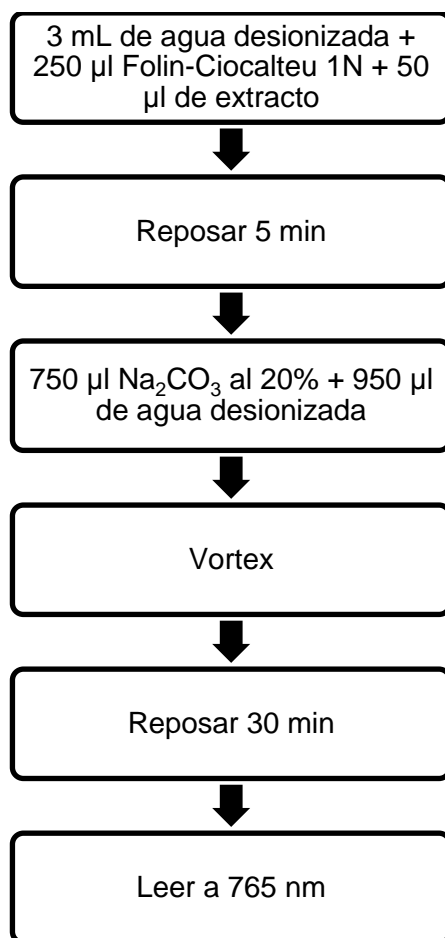 3 mL de agua desionizada +
250 µl Folin-Ciocalteu 1N + 50
µl de extracto
Reposar 5 min
750 µl Na₂CO₃ al 20% + 950 µl
de agua desionizada
Vortex
Reposar 30 min
Leer a 765 nm